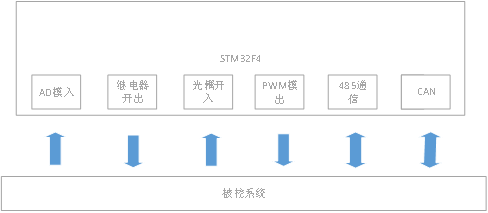 STM32F4
AD模入
继电器
开出
光耦开
入
PWM模
出
485通
信
CAN
被控系统